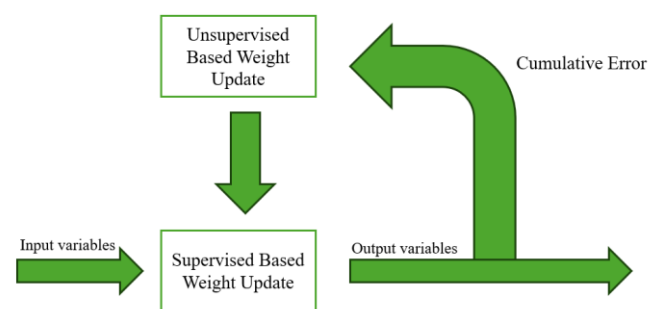 Unsupervised
Based Weight
Update
Cumulative Error
Input variables
Supervised Based
Weight Update
Output variables